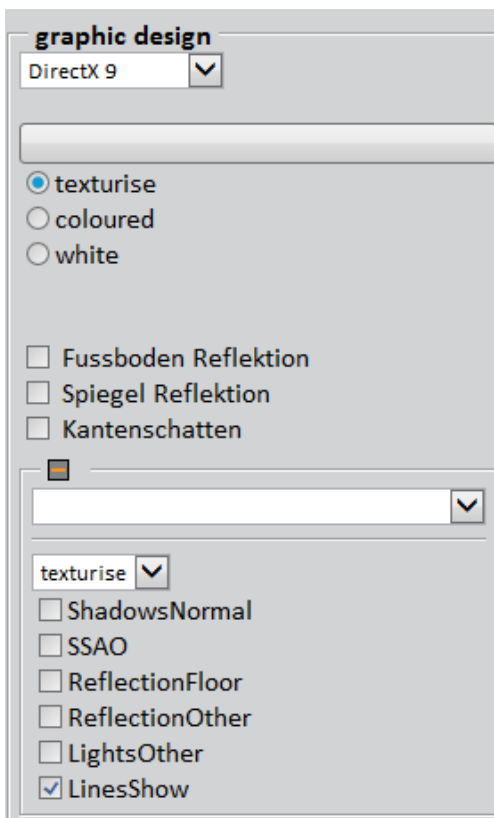 graphic design
DirectX 9
texturise
coloured
white
Fussboden Reflektion
Spiegel Reflektion
Kantenschatten
texturise
ShadowsNormal
SSAO
ReflectionFloor
ReflectionOther
LightsOther
LinesShow